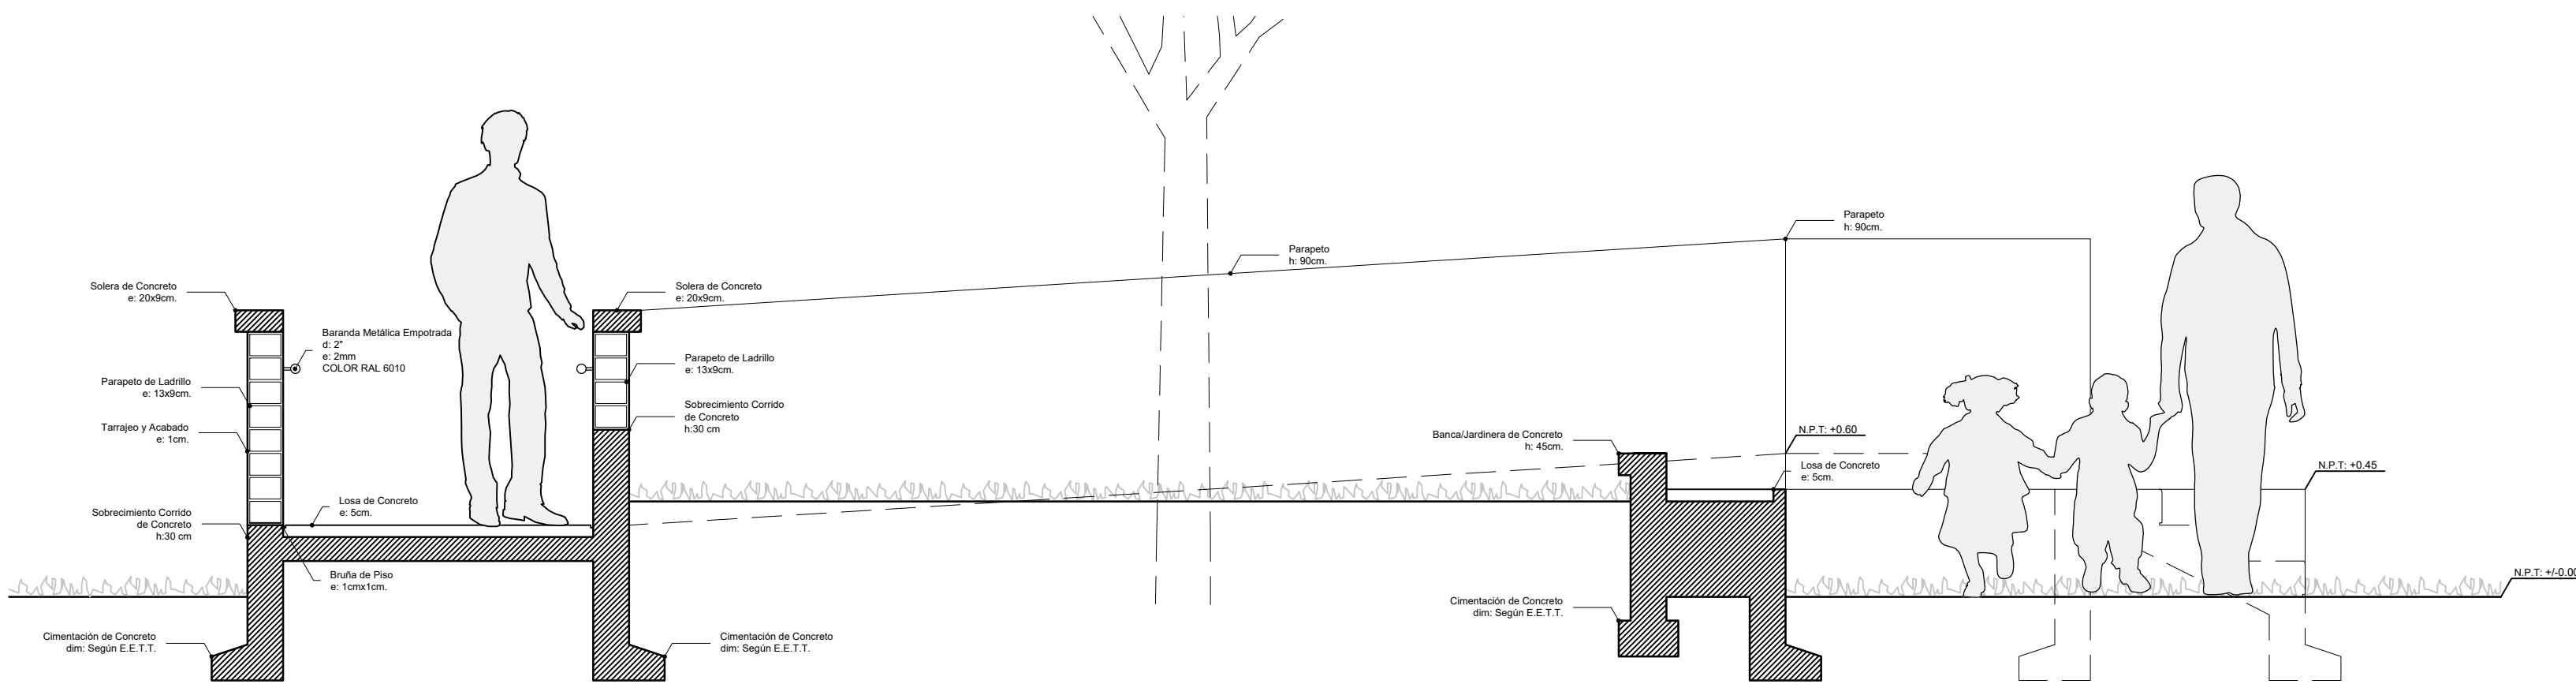 Solera de Concreto
e: 20x9cm.
Baranda Metálica Empotrada
d: 2"
e: 2mm
COLOR RAL 6010
Parapeto de Ladrillo
e: 13x9cm.
Tarrajeo y Acabado
e: 1cm.
Losa de Concreto
e: 5cm.
Sobrecimiento Corrido
de Concreto
h:30 cm
Bruña de Piso
e: 1cmx1cm.
Cimentación de Concreto
dim: Según E.E.T.T.
Solera de Concreto
e: 20x9cm.
Parapeto de Ladrillo
e: 13x9cm.
Sobrecimiento Corrido
de Concreto
h:30 cm
Cimentación de Concreto
dim: Según E.E.T.T.
Parapeto
h: 90cm.
Banca/Jardinera de Concreto
h: 45cm.
Cimentación de Concreto
dim: Según E.E.T.T.
Parapeto
h: 90cm.
N.P.T: +0.60
Losa de Concreto
e: 5cm.
N.P.T: +0.45
N.P.T: +/-0.00